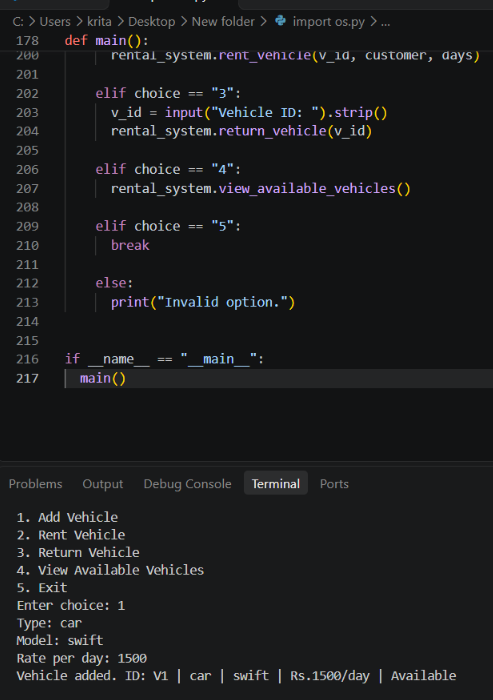 C: > Users > krita > Desktop > New folder > import os.py > ...
178 def main():
200 rental_system.rent_vehicle(v_id, customer, days)
201
202 elif choice == "3":
203 v_id = input("Vehicle ID: ").strip()
204 rental_system.return_vehicle(v_id)
205
206 elif choice == "4":
207 rental_system.view_available_vehicles()
208
209 elif choice == "5":
210 break
211
212 else:
213 print("Invalid option.")
214
215
216 if __name__ == "__main__":
217 main()
Problems Output Debug Console Terminal Ports
1. Add Vehicle
2. Rent Vehicle
3. Return Vehicle
4. View Available Vehicles
5. Exit
Enter choice: 1
Type: car
Model: swift
Rate per day: 1500
Vehicle added. ID: V1 | car | swift | Rs.1500/day | Available